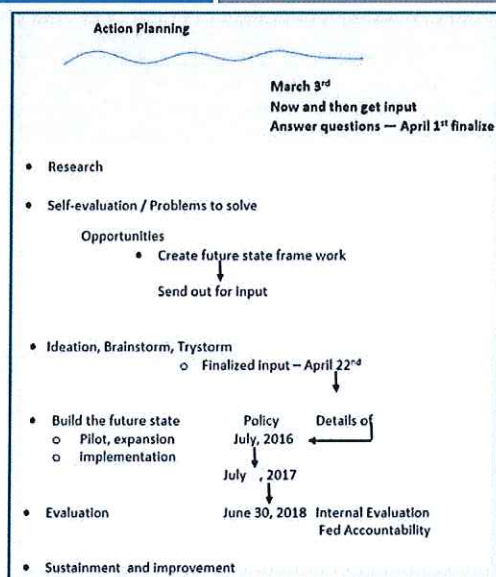 Action Planning
March 3rd
Now and then get input
Answer questions — April 1st finalize
• Research
• Self-evaluation / Problems to solve
Opportunities
• Create future state frame work
Send out for input
• Ideation, Brainstorm, Trystorm
o Finalized input – April 22nd
• Build the future state Policy Details of
o Pilot, expansion July, 2016
o implementation
July , 2017
• Evaluation June 30, 2018 Internal Evaluation
Fed Accountability
• Sustainment and improvement